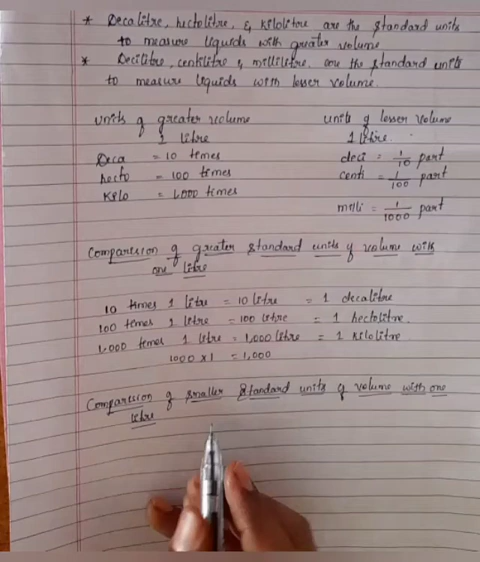 * Decalitre, hectolitre, & kilolitre are the standard units
to measure liquids with greater volume
* Decilitre, centilitre & millilitre are the standard units
to measure liquids with lesser volume.
units of greater volume
1 litre
Deca = 10 times
hecto = 100 times
Kilo = 1,000 times
units of lesser volume
1 litre.
deci = 1/10 part
centi = 1/100 part
milli = 1/1000 part
Comparision of greater standard units of volume with
one litre
10 times 1 litre = 10 litre = 1 decalitre
100 times 1 litre = 100 litre = 1 hectolitre.
1,000 times 1 litre = 1,000 litre = 1 kilolitre
1000 x 1 = 1,000
Comparision of smaller standard units of volume with one
litre